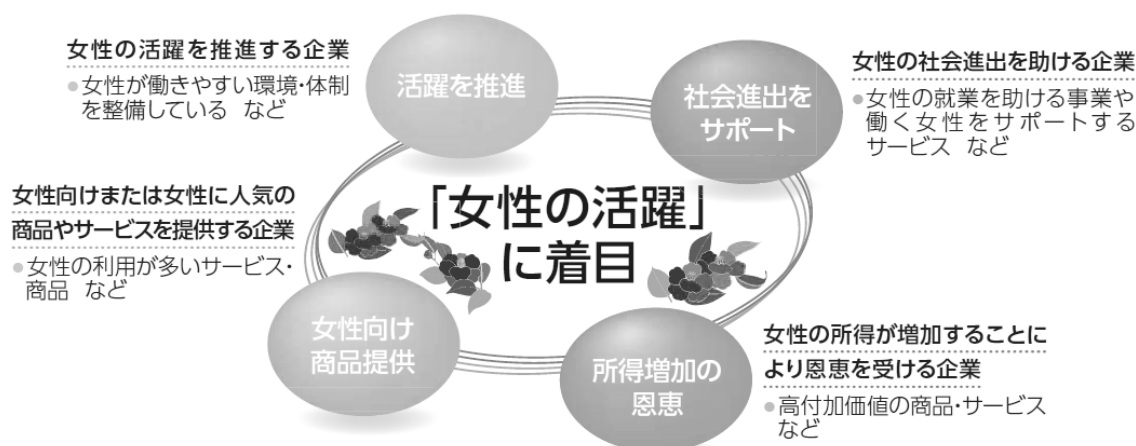 女性の活躍を推進する企業
●女性が働きやすい環境・体制
を整備している など
活躍を推進
社会進出を
サポート
女性の社会進出を助ける企業
●女性の就業を助ける事業や
働く女性をサポートする
サービス など
女性向けまたは女性に人気の
商品やサービスを提供する企業
●女性の利用が多いサービス・
商品 など
「女性の活躍」
に着目
女性向け
商品提供
所得増加の
恩恵
女性の所得が増加することに
より恩恵を受ける企業
●高付加価値の商品・サービス
など